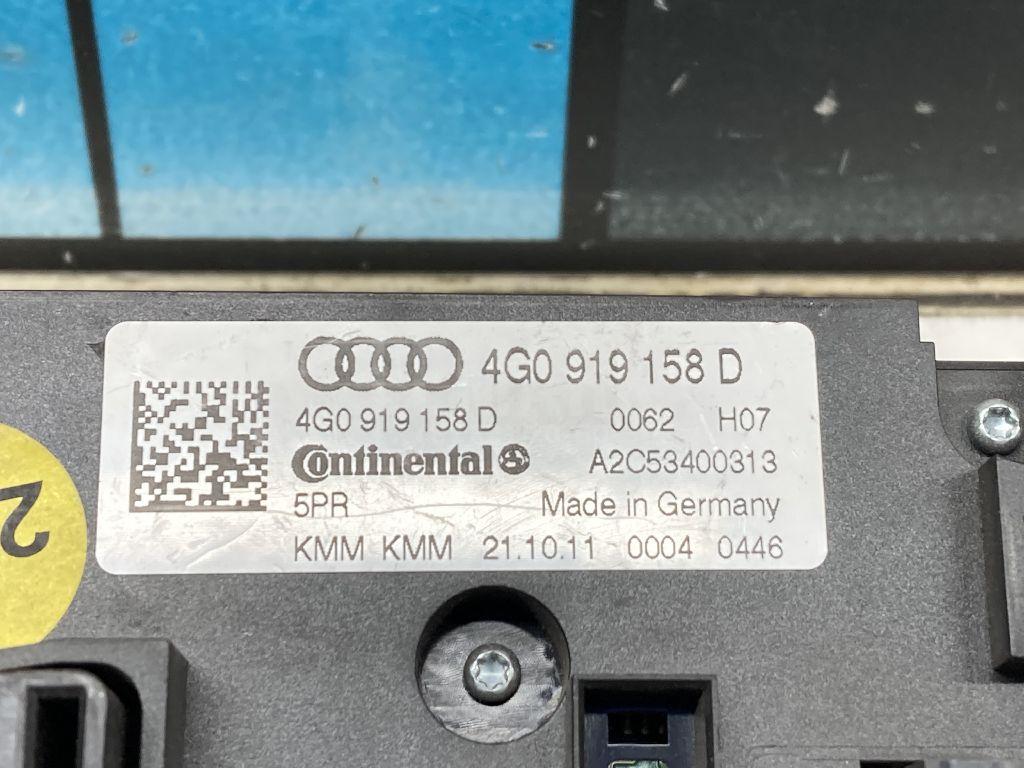 4G0 919 158 D
4G0 919 158 D 0062 H07
Continental A2C53400313
5PR Made in Germany
KMM KMM 21.10.11 0004 0446
2